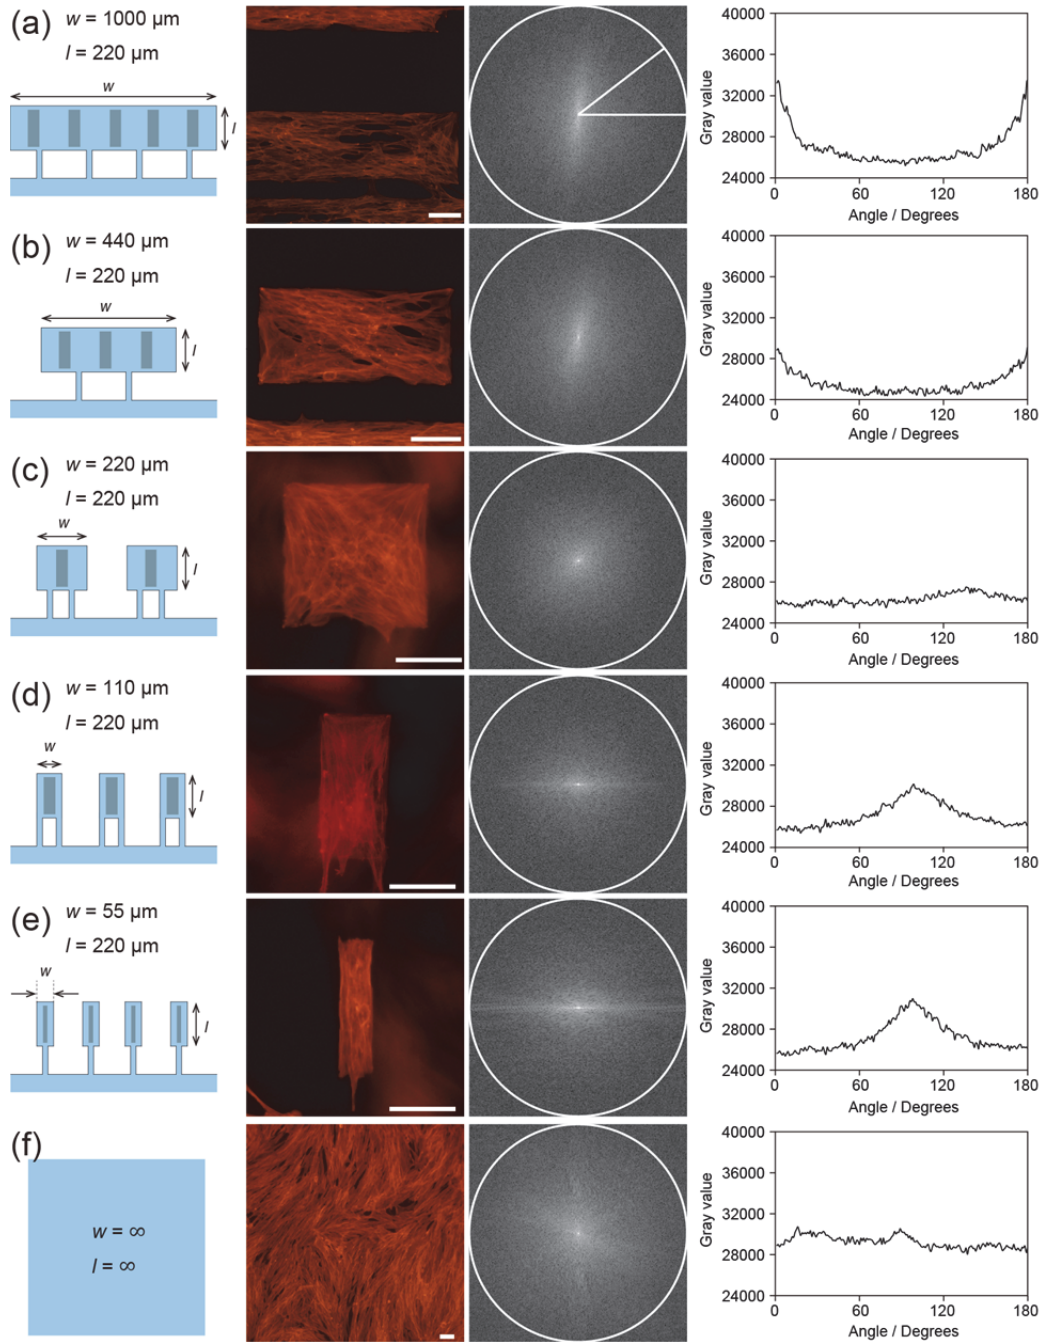 (a)
w = 1000 µm
l = 220 µm
w
l
40000
36000
32000
28000
24000
Gray value
0
60
120
180
Angle / Degrees
(b)
w = 440 µm
l = 220 µm
w
l
40000
36000
32000
28000
24000
Gray value
0
60
120
180
Angle / Degrees
(c)
w = 220 µm
l = 220 µm
w
l
40000
36000
32000
28000
24000
Gray value
0
60
120
180
Angle / Degrees
(d)
w = 110 µm
l = 220 µm
w
l
40000
36000
32000
28000
24000
Gray value
0
60
120
180
Angle / Degrees
(e)
w = 55 µm
l = 220 µm
w
l
40000
36000
32000
28000
24000
Gray value
0
60
120
180
Angle / Degrees
(f)
w = ∞
l = ∞
40000
36000
32000
28000
24000
Gray value
0
60
120
180
Angle / Degrees